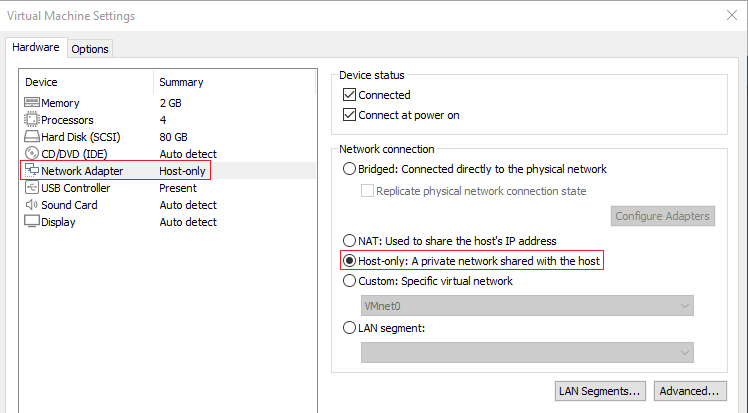 Virtual Machine Settings
Hardware
Options
Device Summary
Memory 2 GB
Processors 4
Hard Disk (SCSI) 80 GB
CD/DVD (IDE) Auto detect
Network Adapter Host-only
USB Controller Present
Sound Card Auto detect
Display Auto detect
Device status
Connected
Connect at power on
Network connection
Bridged: Connected directly to the physical network
Replicate physical network connection state
Configure Adapters
NAT: Used to share the host's IP address
Host-only: A private network shared with the host
Custom: Specific virtual network
VMnet0
LAN segment:
LAN Segments... Advanced...